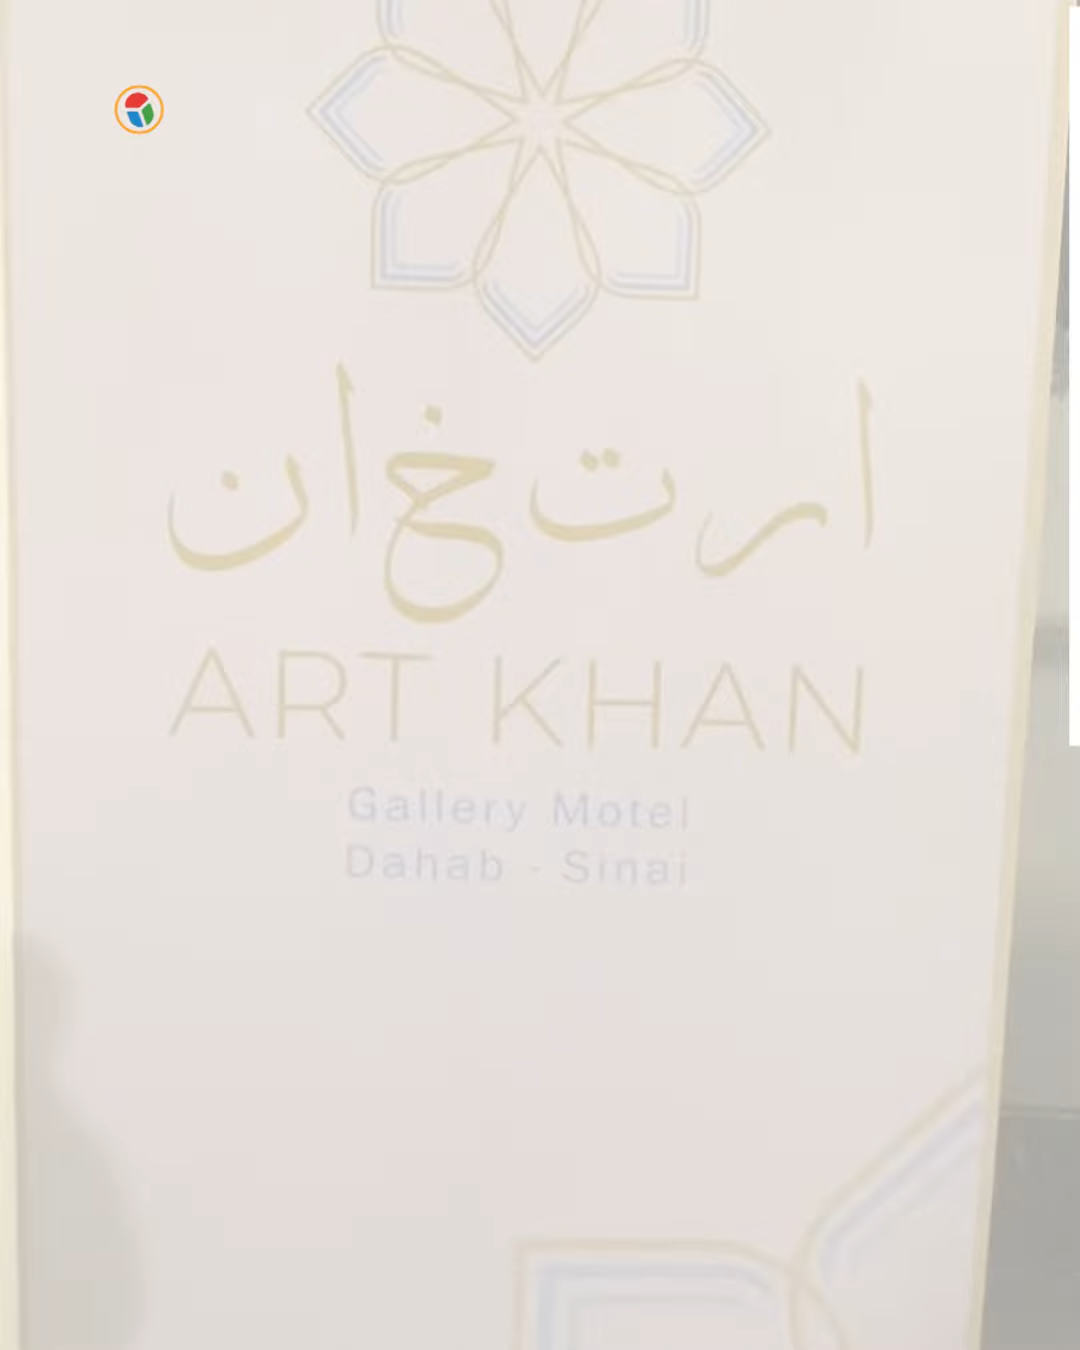 ارت خان
ART KHAN
Gallery Motel
Dahab - Sinai